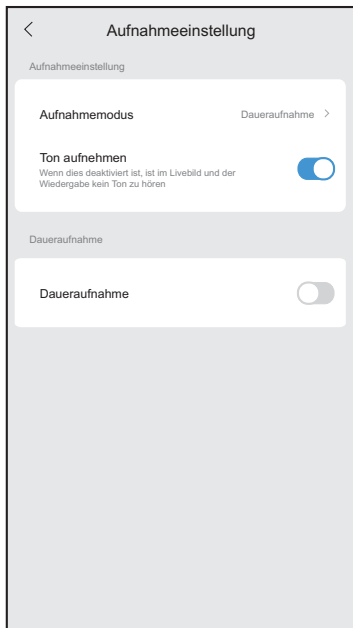 Aufnahmeeinstellung
Aufnahmeeinstellung
Aufnahmemodus
Daueraufnahme
Ton aufnehmen
Wenn dies deaktiviert ist, ist im Livebild und der
Wiedergabe kein Ton zu hören
Daueraufnahme
Daueraufnahme